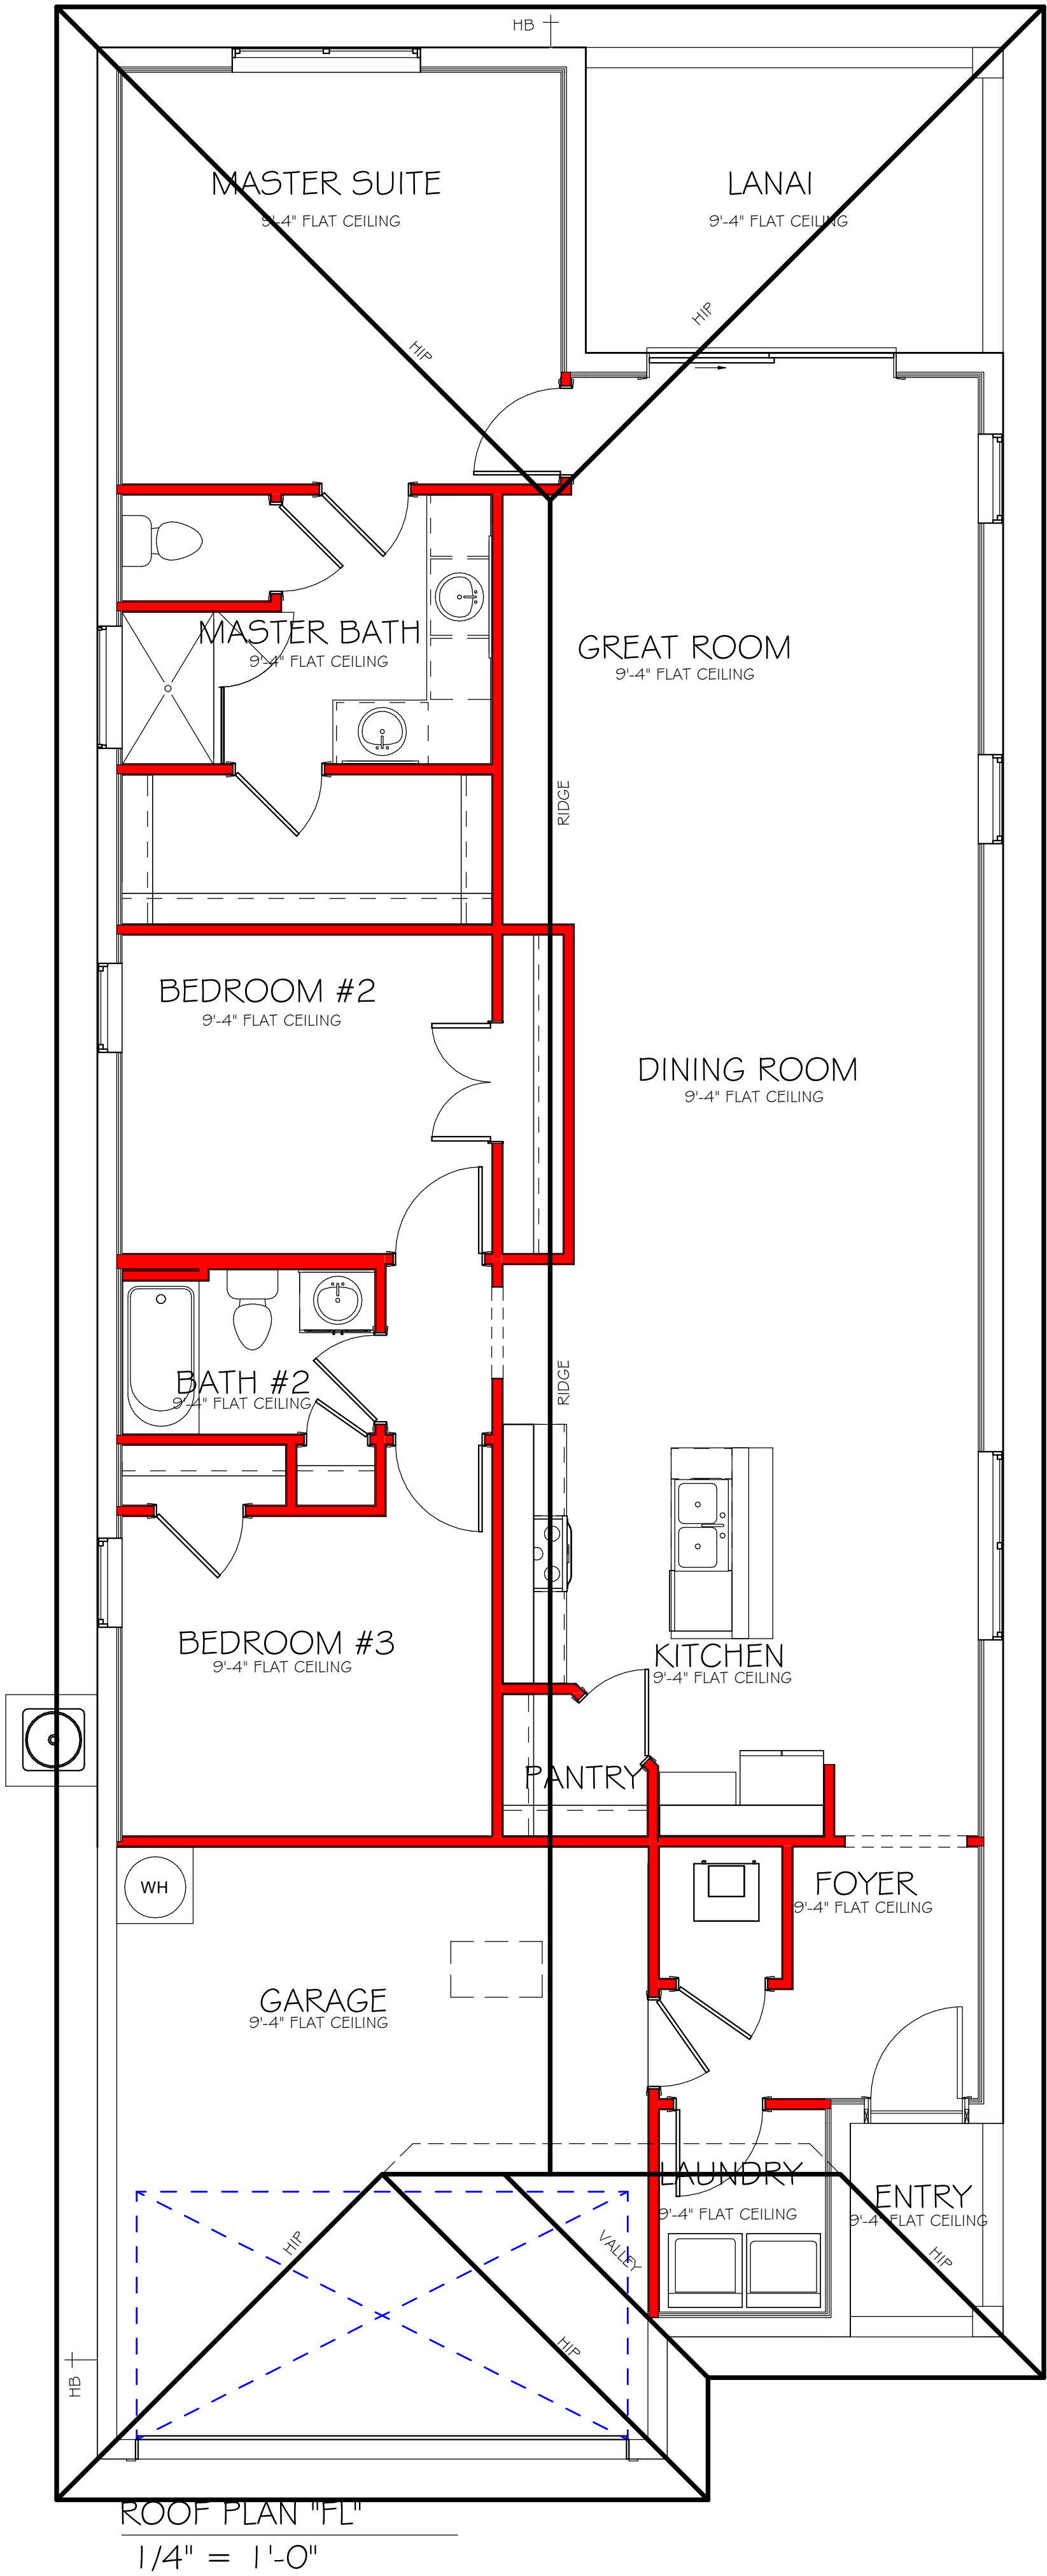 HB
MASTER SUITE
9'-4" FLAT CEILING
LANAI
9'-4" FLAT CEILING
HIP
HIP
MASTER BATH
9'-4" FLAT CEILING
GREAT ROOM
9'-4" FLAT CEILING
RIDGE
BEDROOM #2
9'-4" FLAT CEILING
DINING ROOM
9'-4" FLAT CEILING
RIDGE
BATH #2
9'-4" FLAT CEILING
BEDROOM #3
9'-4" FLAT CEILING
KITCHEN
9'-4" FLAT CEILING
PANTRY
WH
FOYER
9'-4" FLAT CEILING
GARAGE
9'-4" FLAT CEILING
LAUNDRY
9'-4" FLAT CEILING
ENTRY
9'-4" FLAT CEILING
HIP
VALLEY
HIP
HIP
HB
ROOF PLAN "FL"
1/4" = 1'-0"